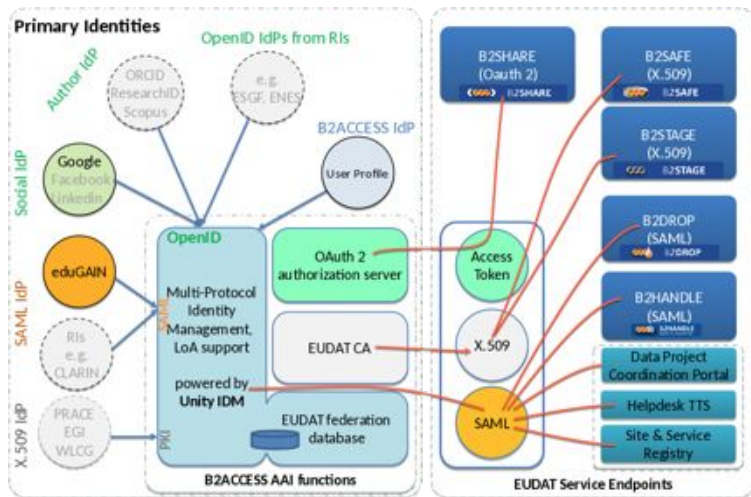 Primary Identities
OpenID IdPs from RIs
Author IdP
ORCID
ResearchID
Scopus
e.g.
ESGF, ENES
B2ACCESS IdP
Social IdP
Google
Facebook
Linkedin
User Profile
OpenID
SAML IdP
eduGAIN
SAML
Multi-Protocol
Identity
Management,
LoA support
powered by
Unity IDM
OAuth 2
authorization server
EUDAT CA
RIs
e.g.
CLARIN
X.509 IdP
PRACE
EGI
WLCG
PKI
EUDAT federation
database
B2ACCESS AAI functions
B2SHARE
(Oauth 2)
B2SHARE
B2SAFE
(X.509)
B2SAFE
B2STAGE
(X.509)
B2STAGE
Access
Token
B2DROP
(SAML)
B2DROP
X.509
B2HANDLE
(SAML)
B2HANDLE
SAML
Data Project
Coordination Portal
Helpdesk TTS
Site & Service
Registry
EUDAT Service Endpoints